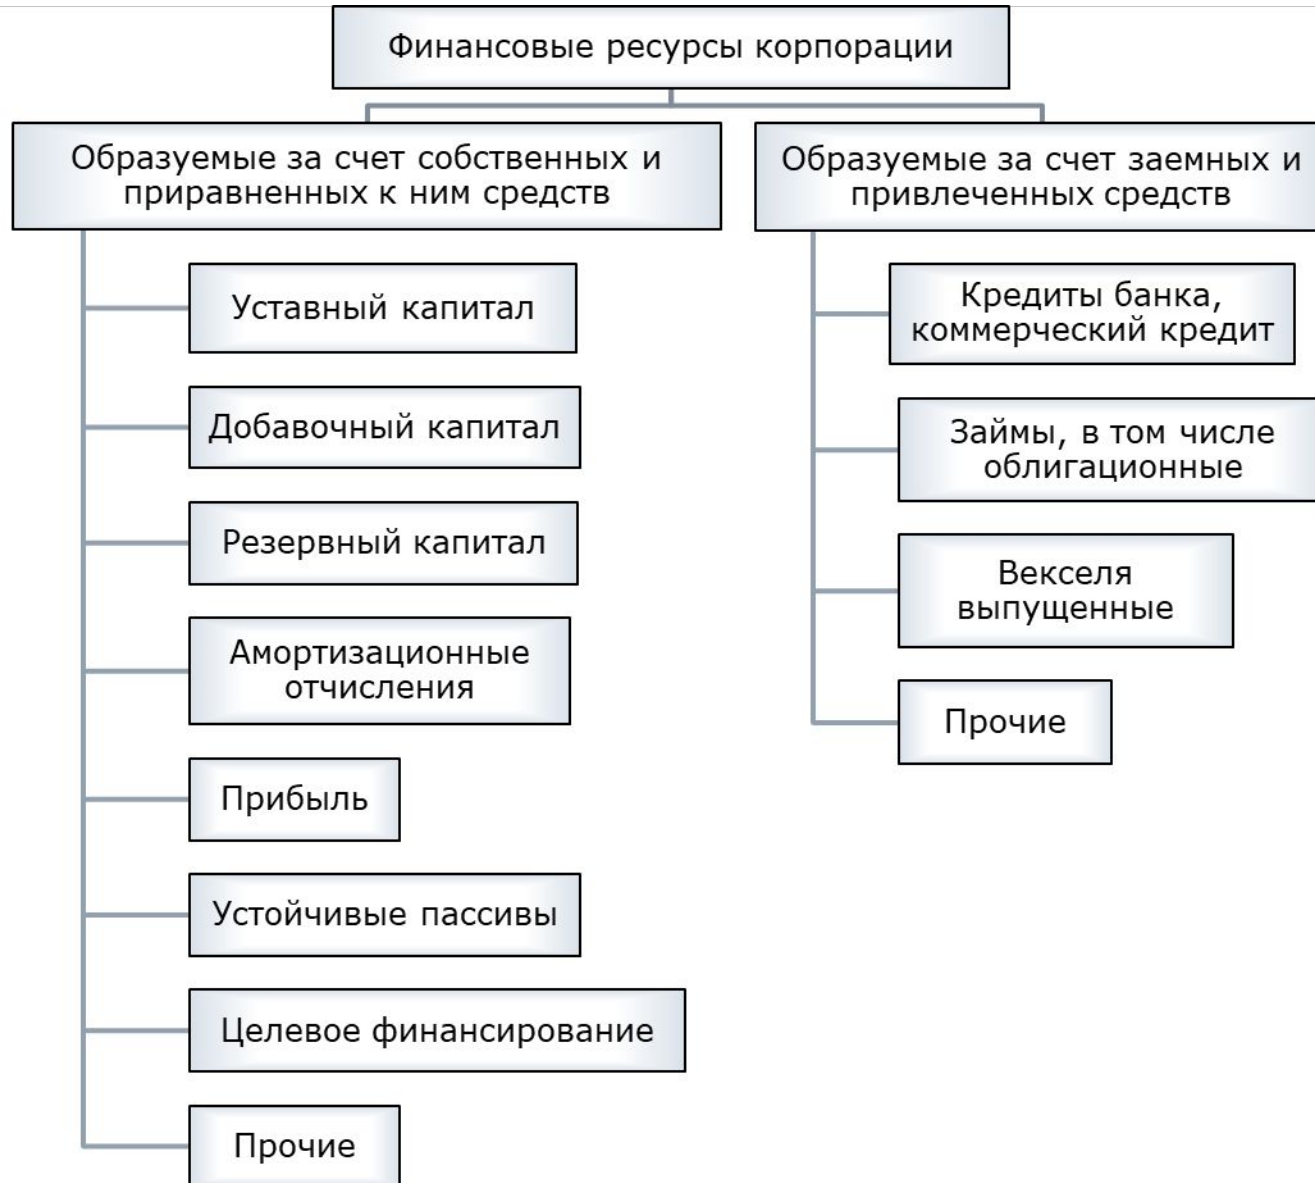 Финансовые ресурсы корпорации
Образуемые за счет собственных и
приравненных к ним средств
Уставный капитал
Добавочный капитал
Резервный капитал
Амортизационные
отчисления
Прибыль
Устойчивые пассивы
Целевое финансирование
Прочие
Образуемые за счет заемных и
привлеченных средств
Кредиты банка,
коммерческий кредит
Займы, в том числе
облигационные
Векселя
выпущенные
Прочие